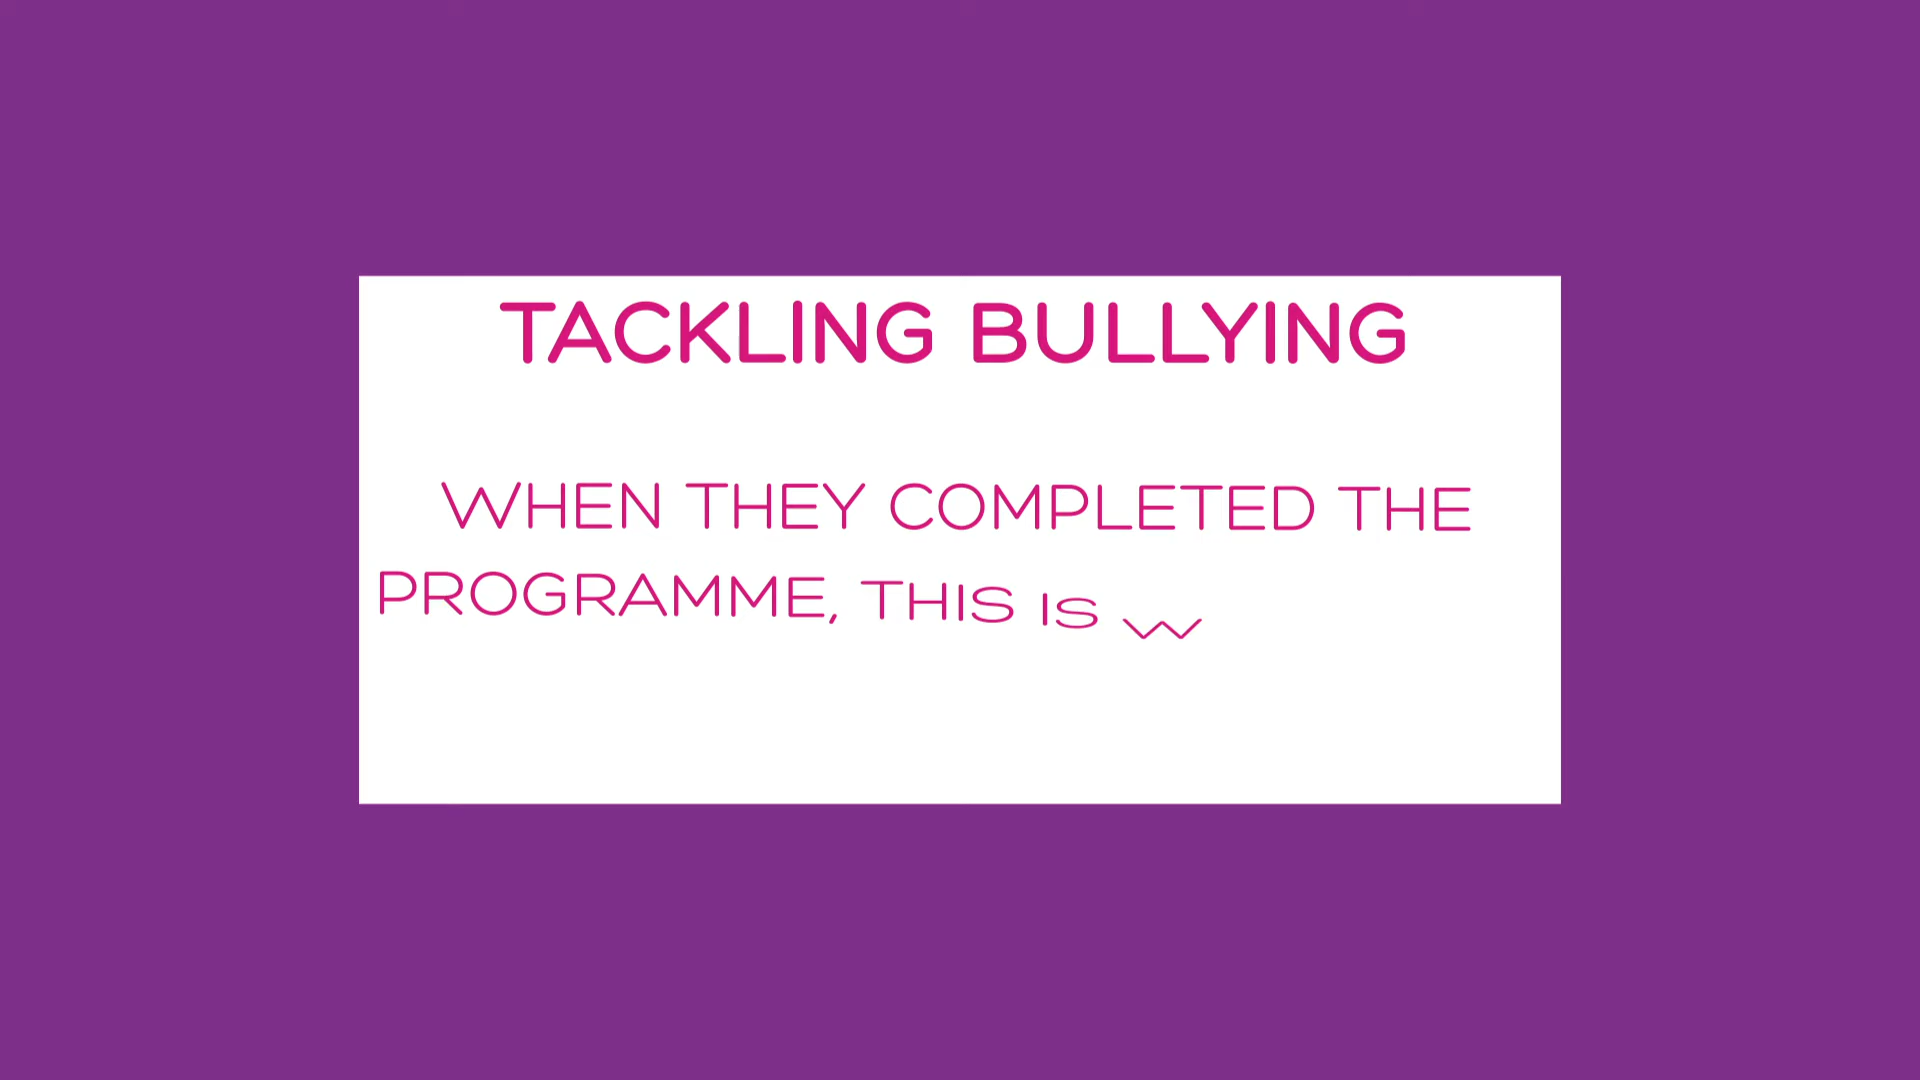 TACKLING BULLYING
WHEN THEY COMPLETED THE
PROGRAMME, THIS IS W